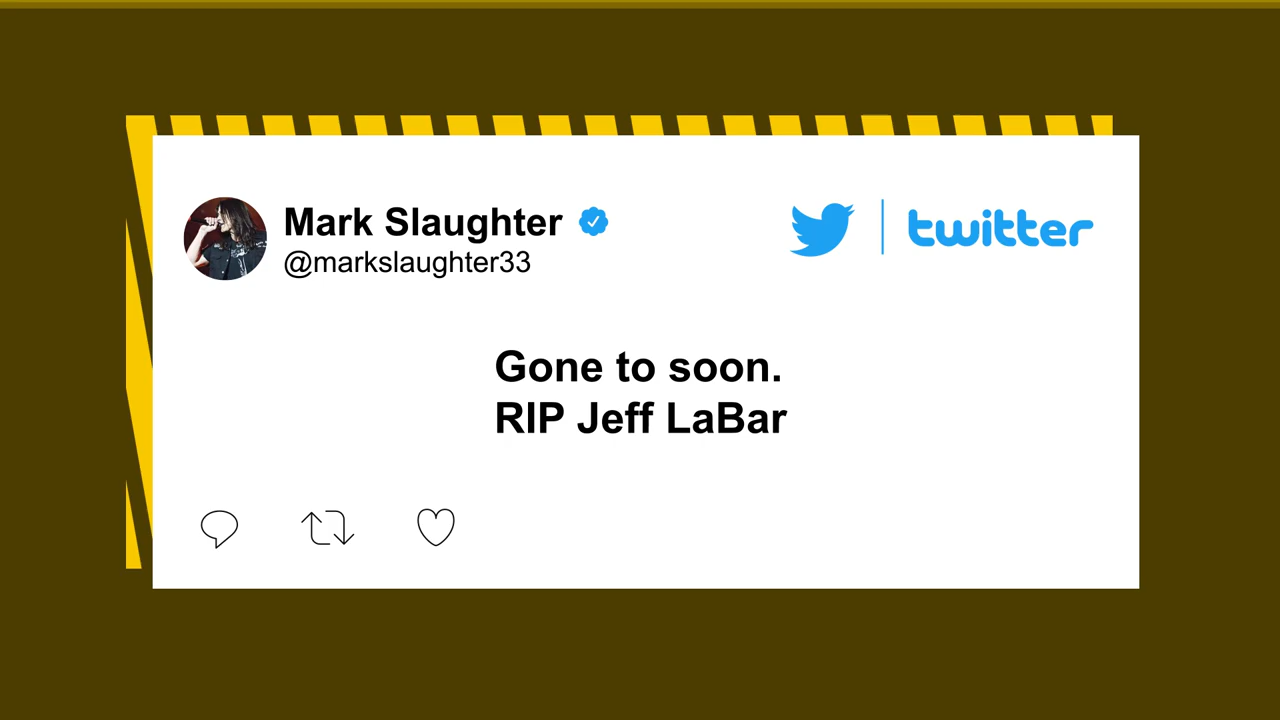 Mark Slaughter
@markslaughter33
twitter
Gone to soon.
RIP Jeff LaBar